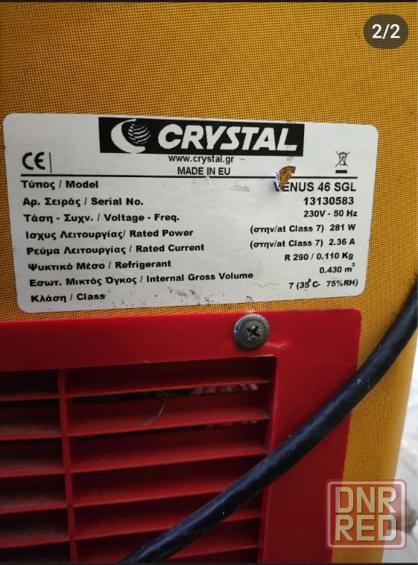 2/2
CRYSTAL
www.crystal.gr
MADE IN EU
CE
Τύπος / Model VENUS 46 SGL
Αρ. Σειράς / Serial No. 13130583
Τάση - Συχν. / Voltage - Freq. 230V - 50 Hz
Ισχυς Λειτουργίας/ Rated Power (στην/at Class 7) 281 W
Ρεύμα Λειτουργίας / Rated Current (στην/at Class 7) 2.36 A
Ψυκτικό Μέσο / Refrigerant R 290 / 0.110 Kg
Εσωτ. Μικτός Όγκος / Internal Gross Volume 0.430 m³
Κλάση / Class 7 (35°C- 75%RH)
DNR
RED